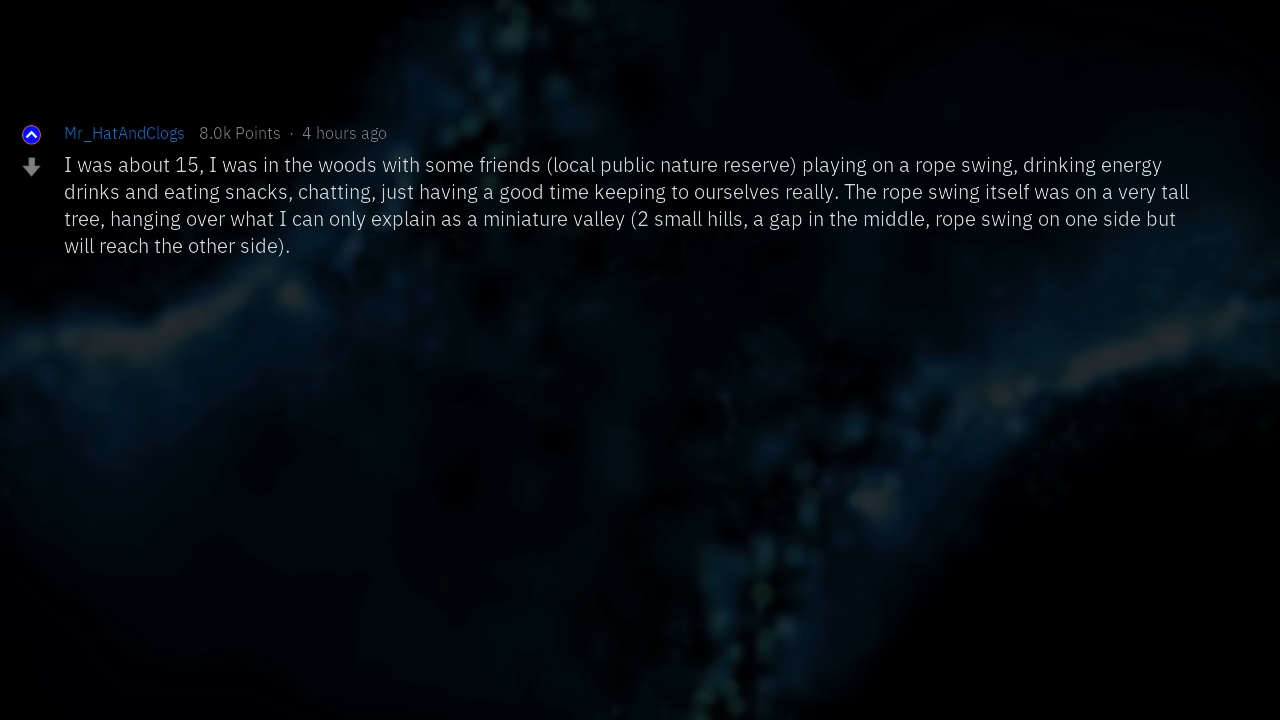 Mr_HatAndClogs 8.0k Points · 4 hours ago
I was about 15, I was in the woods with some friends (local public nature reserve) playing on a rope swing, drinking energy
drinks and eating snacks, chatting, just having a good time keeping to ourselves really. The rope swing itself was on a very tall
tree, hanging over what I can only explain as a miniature valley (2 small hills, a gap in the middle, rope swing on one side but
will reach the other side).